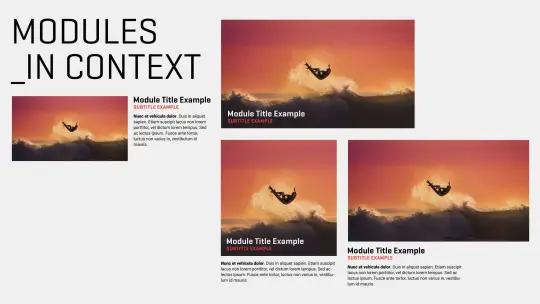 MODULES
_IN CONTEXT
Module Title Example
SUBTITLE EXAMPLE
Nunc et vehicula dolor. Duis in aliquet
sapien. Etiam suscipit lacus non lorem
porttitor, vel dictum lorem tempus. Sed
ac lectus ipsum. Fusce ante tortor,
luctus non varius in, vestibulum id
mauris.
Module Title Example
SUBTITLE EXAMPLE
Module Title Example
SUBTITLE EXAMPLE
Nunc et vehicula dolor. Duis in aliquet sapien. Etiam suscipit
lacus non lorem porttitor, vel dictum lorem tempus. Sed ac
lectus ipsum. Fusce ante tortor, luctus non varius in, vestibu-
lum id mauris.
Module Title Example
SUBTITLE EXAMPLE
Nunc et vehicula dolor. Duis in aliquet sapien. Etiam suscipit
lacus non lorem porttitor, vel dictum lorem tempus. Sed ac
lectus ipsum. Fusce ante tortor, luctus non varius in, vestibu-
lum id mauris.